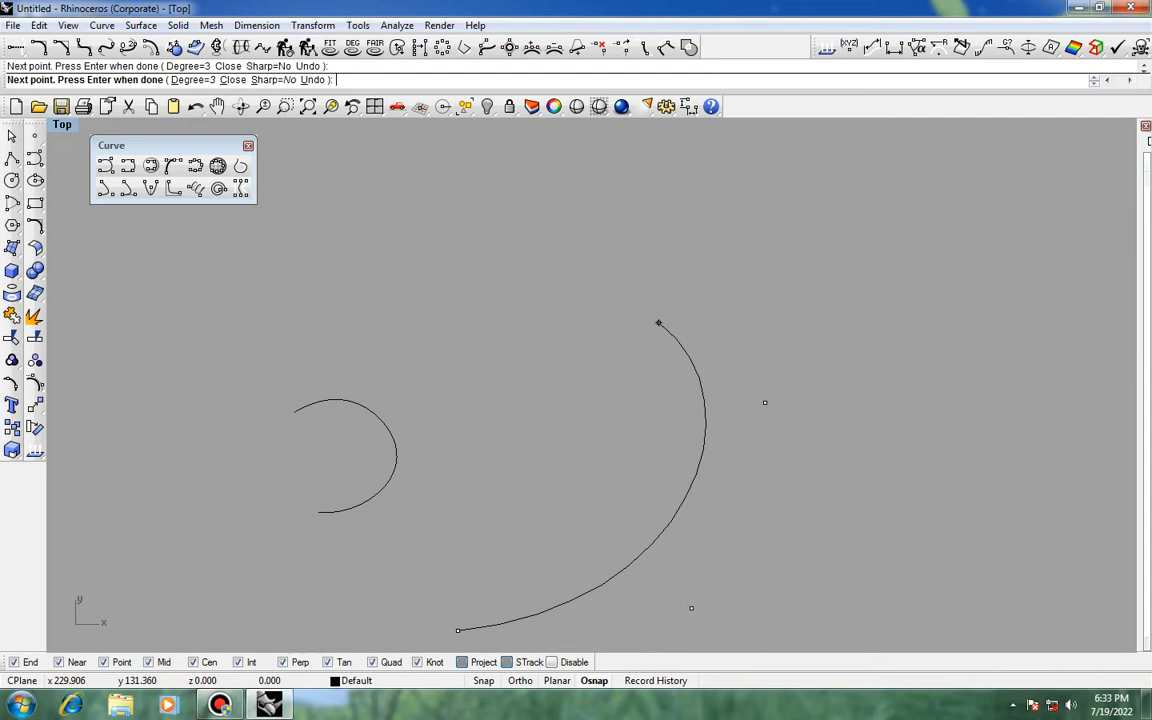 Untitled - Rhinoceros (Corporate) - [Top]
File Edit View Curve Surface Solid Mesh Dimension Transform Tools Analyze Render Help
FIT DEG FAIR
Next point. Press Enter when done ( Degree=3 Close Sharp=No Undo ):
Next point. Press Enter when done ( Degree=3 Close Sharp=No Undo ):
Top
Curve
y
x
End Near Point Mid Cen Int Perp Tan Quad Knot Project STrack Disable
CPlane x 229.906 y 131.360 z 0.000 0.000 Default Snap Ortho Planar Osnap Record History
6:33 PM
7/19/2022